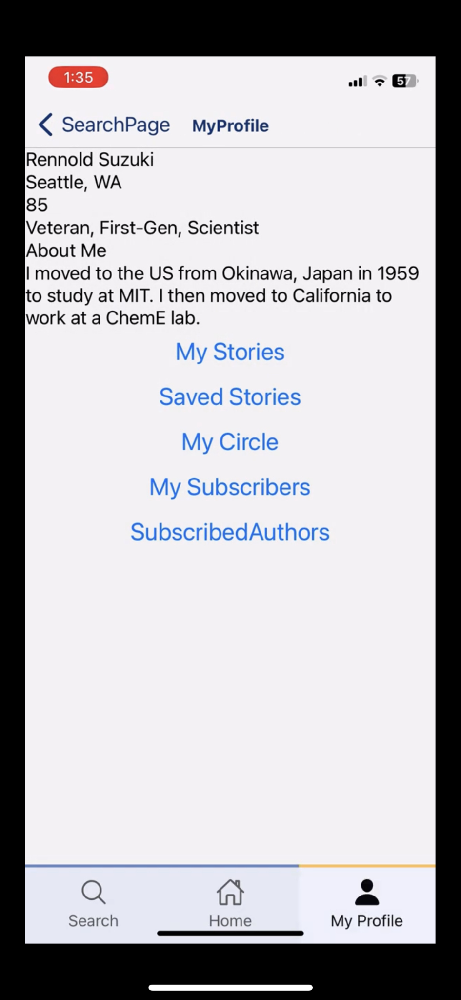 1:35
57
SearchPage MyProfile
Rennold Suzuki
Seattle, WA
85
Veteran, First-Gen, Scientist
About Me
I moved to the US from Okinawa, Japan in 1959
to study at MIT. I then moved to California to
work at a ChemE lab.
My Stories
Saved Stories
My Circle
My Subscribers
SubscribedAuthors
Search Home My Profile